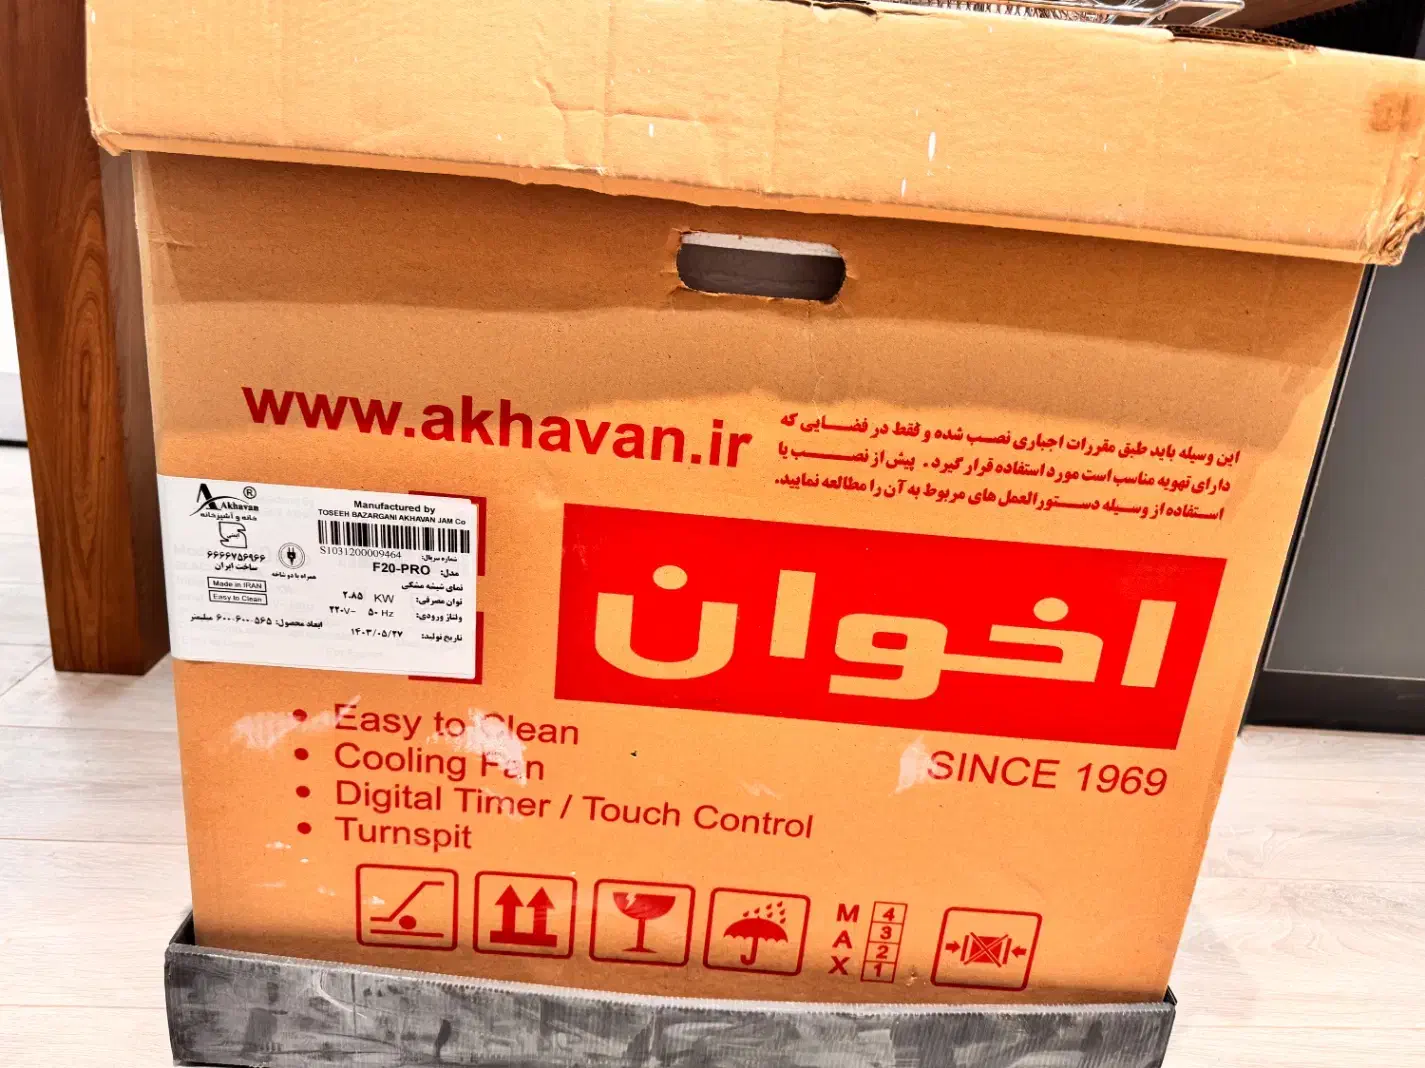 www.akhavan.ir
این وسیله باید طبق مقررات اجباری نصب شده و فقط در فضایی که
دارای تهویه مناسب است مورد استفاده قرار گیرد. پیش از نصب یا
استفاده از وسیله دستورالعمل های مربوط به آن را مطالعه نمایید.
Akhavan ®
خانه و آشپزخانه
۶۶۶۶۷۵۶۹۶۶
ساخت ایران
Made in IRAN
Easy to Clean
همراه با دو شاخه
Manufactured by
TOSEEH BAZARGANI AKHAVAN JAM Co
S1031200009464
شماره سریال:
مدل: F20-PRO
نمای شیشه مشکی
توان مصرفی: ۲.۸۵ KW
ولتاژ ورودی: ۲۲۰V~ ۵۰ Hz
ابعاد محصول: ۶۰۰*۶۰۰*۵۶۵ میلیمتر
تاریخ تولید: ۱۴۰۳/۰۵/۲۷
اخوان
SINCE 1969
• Easy to Clean
• Cooling Fan
• Digital Timer / Touch Control
• Turnspit
MAX
4
3
2
1